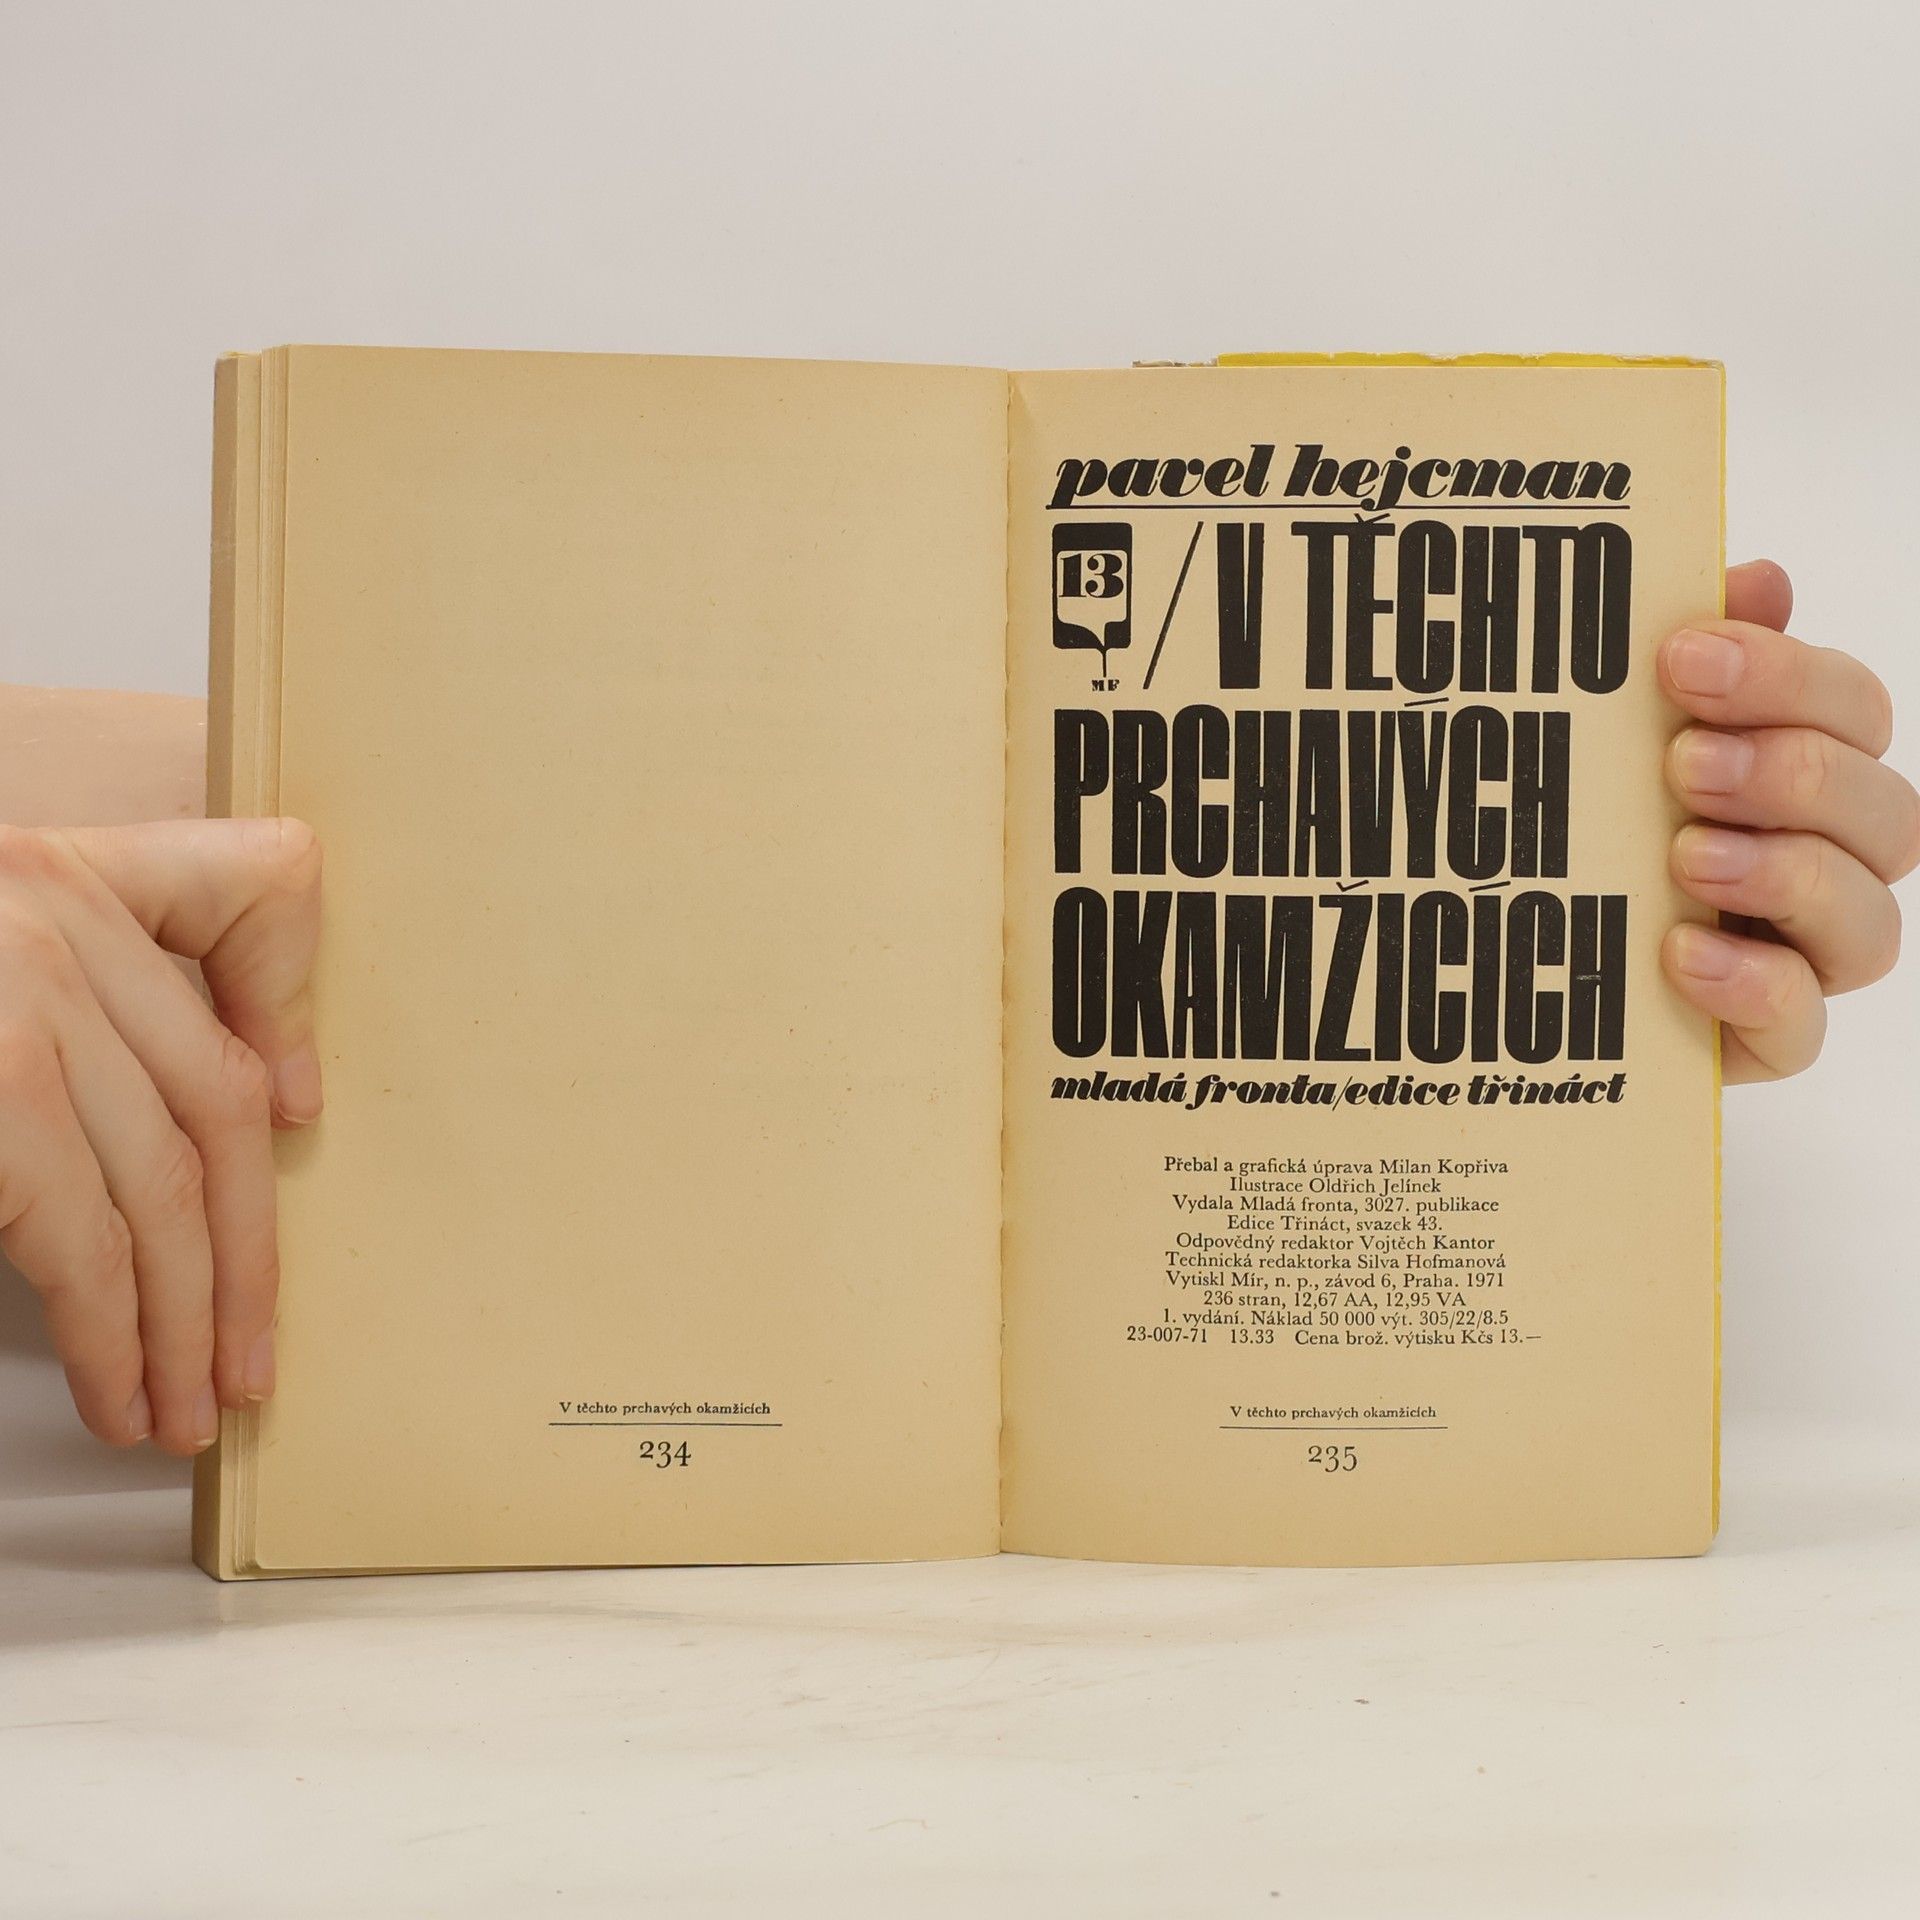 V těchto prchavých okamžicích
234
pavel hejcman
13
MF
/ V TĚCHTO
PRCHAVÝCH
OKAMŽICÍCH
mladá fronta/edice třináct
Přebal a grafická úprava Milan Kopřiva
Ilustrace Oldřich Jelínek
Vydala Mladá fronta, 3027. publikace
Edice Třináct, svazek 43.
Odpovědný redaktor Vojtěch Kantor
Technická redaktorka Silva Hofmanová
Vytiskl Mír, n. p., závod 6, Praha. 1971
236 stran, 12,67 AA, 12,95 VA
1. vydání. Náklad 50 000 výt. 305/22/8.5
23-007-71 13.33 Cena brož. výtisku Kčs 13.—
V těchto prchavých okamžicích
235